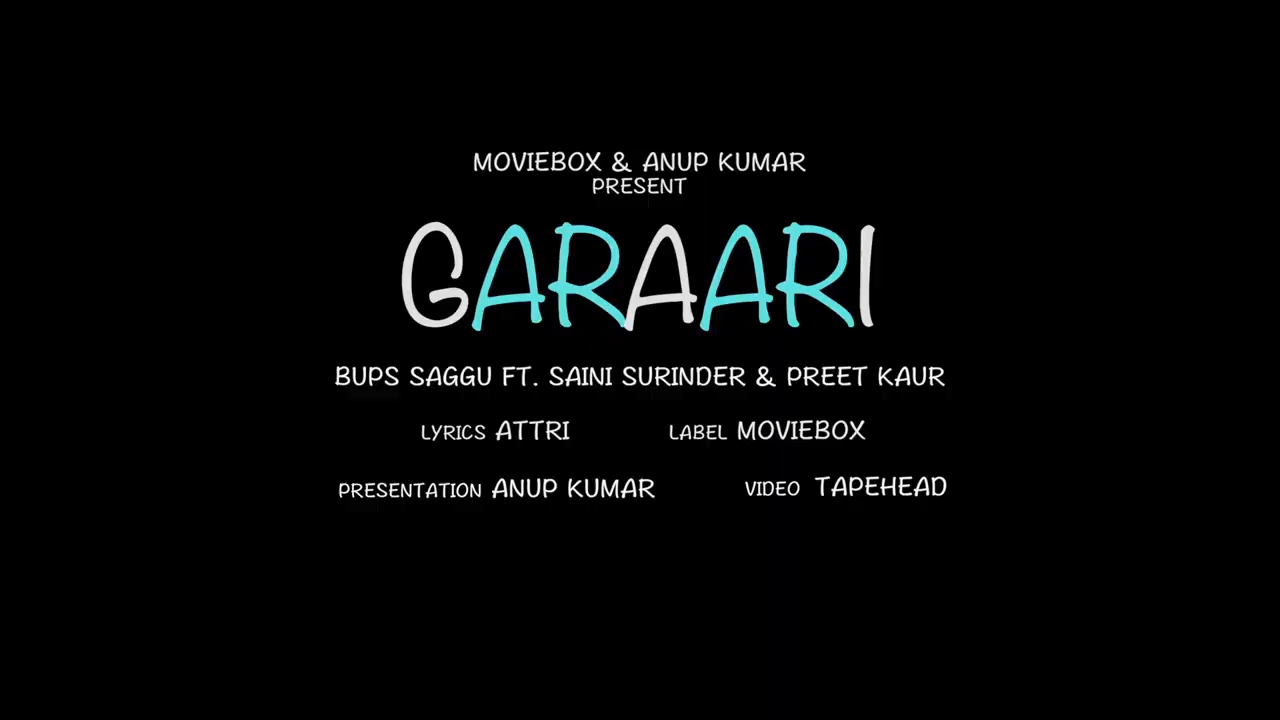 MOVIEBOX & ANUP KUMAR
PRESENT
GARAARI
BUPS SAGGU FT. SAINI SURINDER & PREET KAUR
LYRICS ATTRI LABEL MOVIEBOX
PRESENTATION ANUP KUMAR VIDEO TAPEHEAD